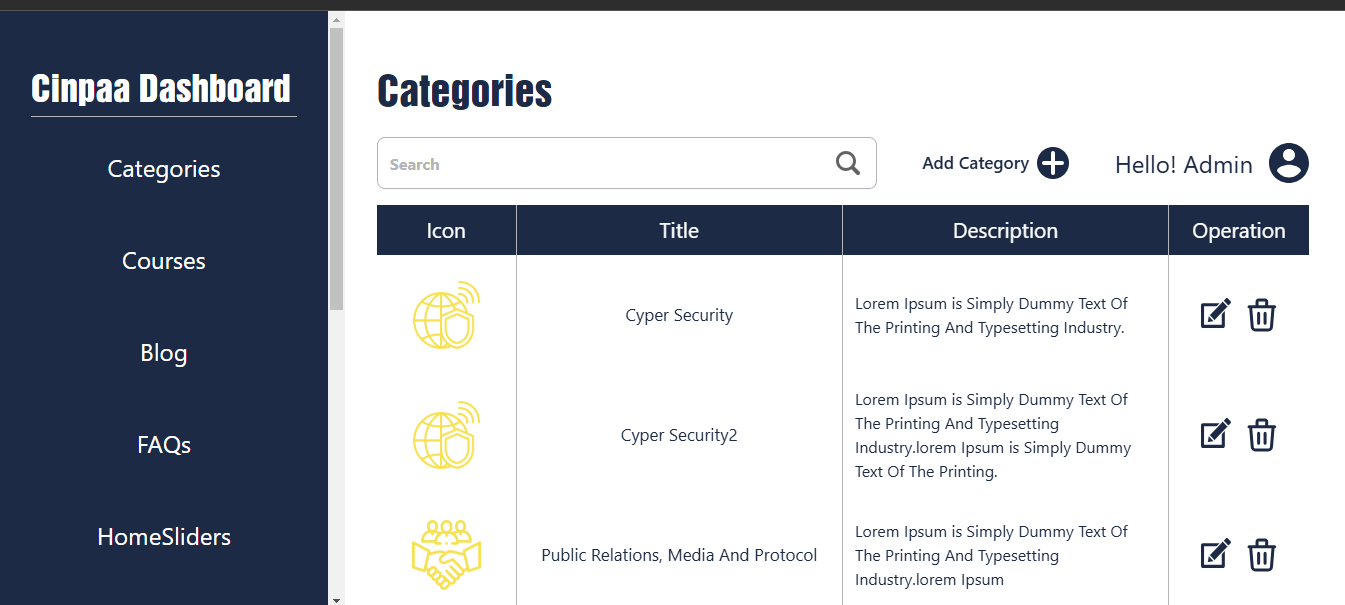 Cinpaa Dashboard
Categories
Courses
Blog
FAQs
HomeSliders
Categories
Search
Add Category
Hello! Admin
Icon
Title
Description
Operation
Cyper Security
Lorem Ipsum is Simply Dummy Text Of
The Printing And Typesetting Industry.
Cyper Security2
Lorem Ipsum is Simply Dummy Text Of
The Printing And Typesetting
Industry.lorem Ipsum is Simply Dummy
Text Of The Printing.
Public Relations, Media And Protocol
Lorem Ipsum is Simply Dummy Text Of
The Printing And Typesetting
Industry.lorem Ipsum